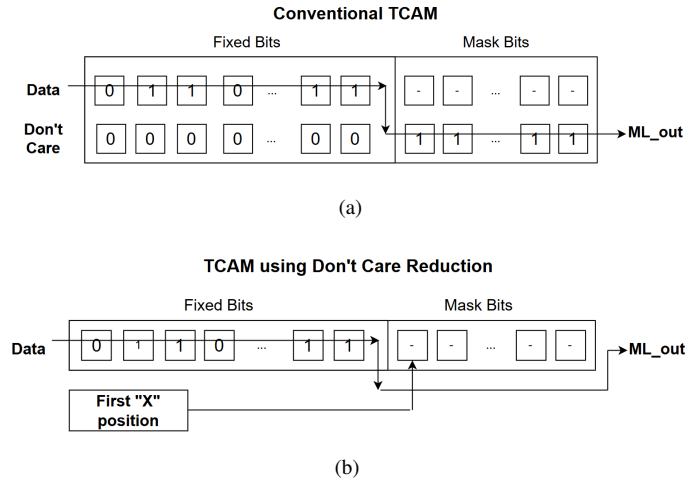 Conventional TCAM
Fixed Bits Mask Bits
Data 0 1 1 0 ... 1 1 - - ... - -
Don't Care 0 0 0 0 ... 0 0 1 1 ... 1 1 ML_out
(a)
TCAM using Don't Care Reduction
Fixed Bits Mask Bits
Data 0 1 1 0 ... 1 1 - - ... - - ML_out
First "X"
position
(b)